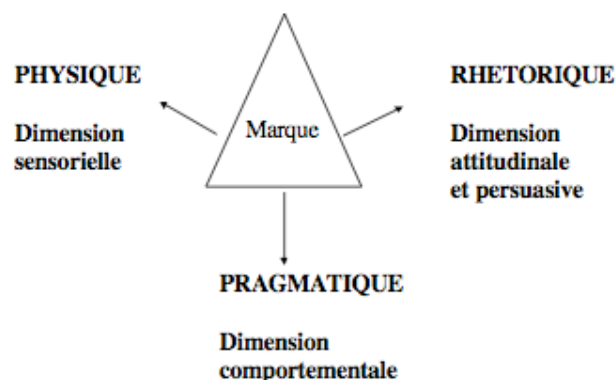 PHYSIQUE
Dimension
sensorielle
Marque
RHETORIQUE
Dimension
attitudinale
et persuasive
PRAGMATIQUE
Dimension
comportementale